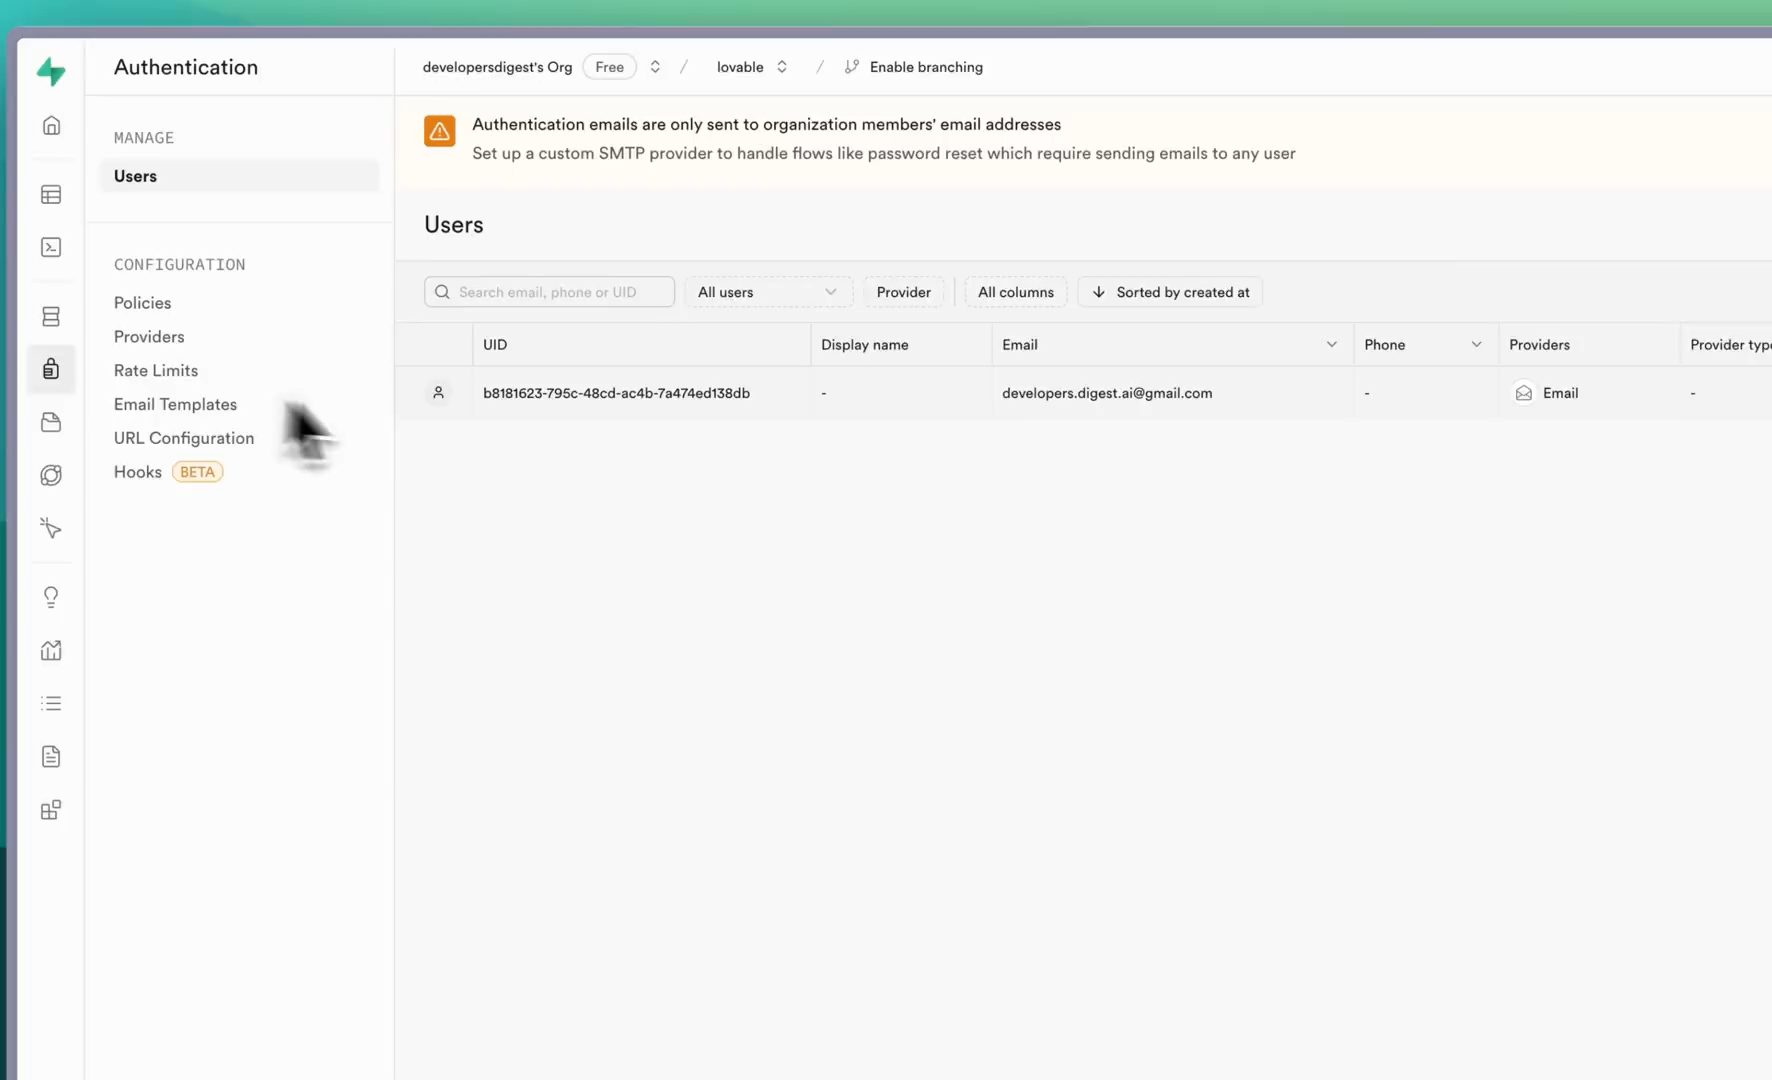 Authentication
developersdigest's Org Free / lovable / Enable branching
MANAGE
Users
CONFIGURATION
Policies
Providers
Rate Limits
Email Templates
URL Configuration
Hooks BETA
Authentication emails are only sent to organization members' email addresses
Set up a custom SMTP provider to handle flows like password reset which require sending emails to any user
Users
Search email, phone or UID All users Provider All columns Sorted by created at
UID Display name Email Phone Providers Provider type
b8181623-795c-48cd-ac4b-7a474ed138db - developers.digest.ai@gmail.com - Email -